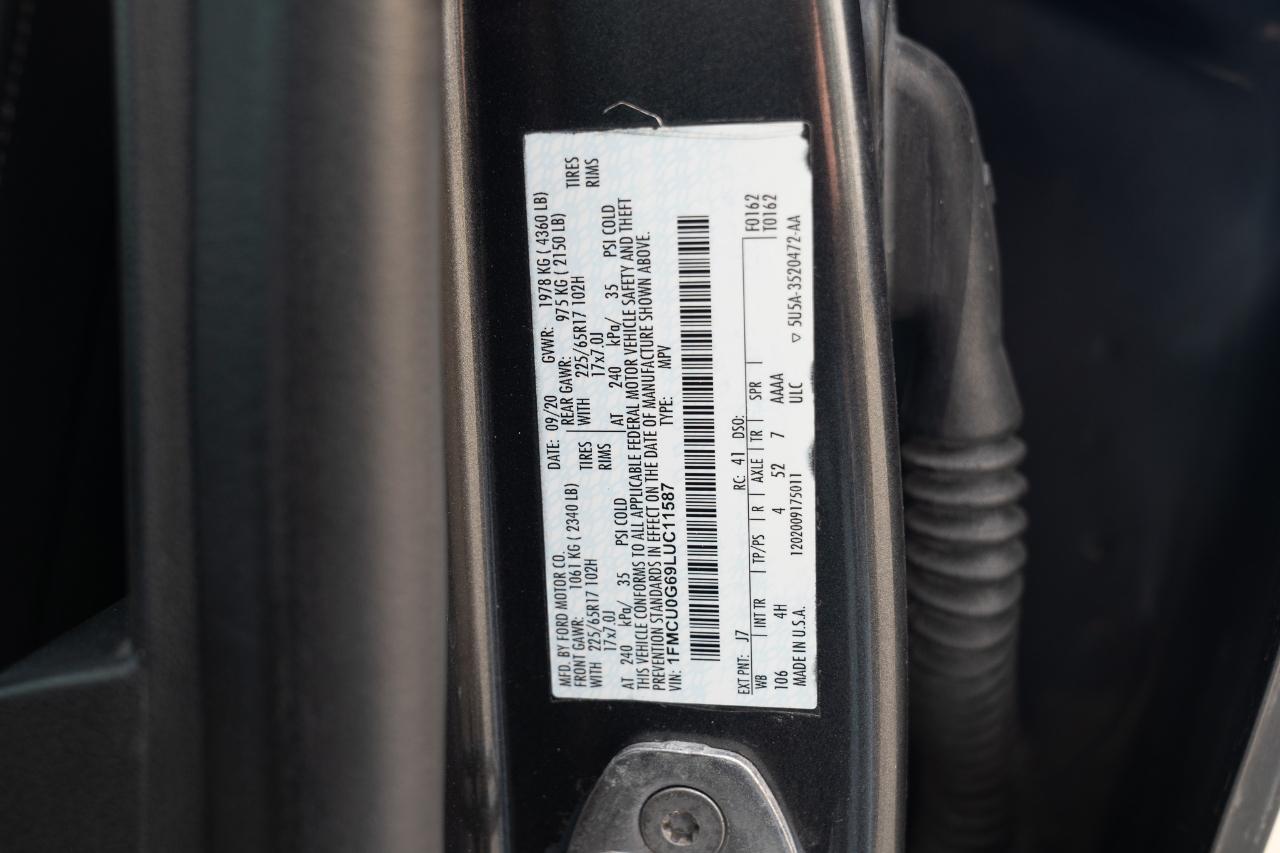 MFD. BY FORD MOTOR CO. DATE: 09/20 GVWR: 1978 KG ( 4360 LB)
FRONT GAWR: 1061 KG ( 2340 LB) REAR GAWR: 975 KG ( 2150 LB)
WITH 225/65R17 102H TIRES WITH 225/65R17 102H TIRES
17x7.0J RIMS 17x7.0J RIMS
AT 240 kPa/ 35 PSI COLD AT 240 kPa/ 35 PSI COLD
THIS VEHICLE CONFORMS TO ALL APPLICABLE FEDERAL MOTOR VEHICLE SAFETY AND THEFT
PREVENTION STANDARDS IN EFFECT ON THE DATE OF MANUFACTURE SHOWN ABOVE.
VIN: 1FMCU0G69LUC11587 TYPE: MPV
EXT PNT: J7 RC: 41 DSO: F0162
WB INT TR TP/PS R AXLE TR SPR T0162
106 4H 4 52 7 AAAA
MADE IN U.S.A. 1202009175011 ULC ▽ 5U5A-3520472-AA